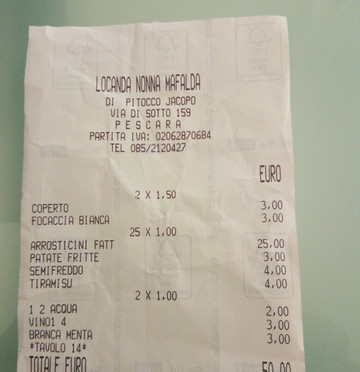 LOCANDA NONNA MAFALDA
DI PITOCCO JACOPO
VIA DI SOTTO 159
PESCARA
PARTITA IVA: 02062870684
TEL 085/2120427
EURO
2 X 1,50
COPERTO 3,00
FOCACCIA BIANCA 3,00
25 X 1,00
ARROSTICINI FATT 25,00
PATATE FRITTE 3,00
SEMIFREDDO 4,00
TIRAMISU 4,00
2 X 1,00
1 2 ACQUA 2,00
VINO1 4 3,00
BRANCA MENTA 3,00
*TAVOLO 14*
TOTALE EURO 50,00